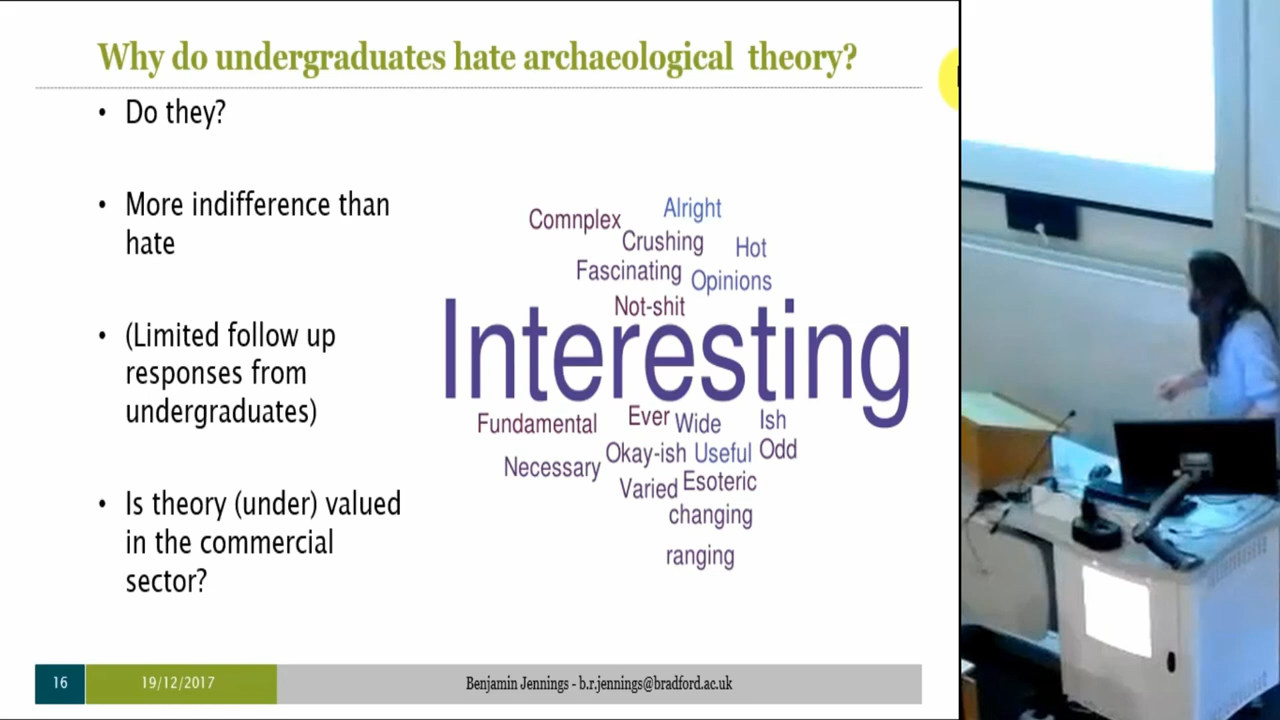 Why do undergraduates hate archaeological theory?
• Do they?
• More indifference than
hate
• (Limited follow up
responses from
undergraduates)
• Is theory (under) valued
in the commercial
sector?
Alright
Comnplex
Crushing
Hot
Fascinating
Opinions
Not-shit
Interesting
Fundamental
Ever
Wide
Ish
Okay-ish
Useful
Odd
Necessary
Varied
Esoteric
changing
ranging
16
19/12/2017
Benjamin Jennings - b.r.jennings@bradford.ac.uk